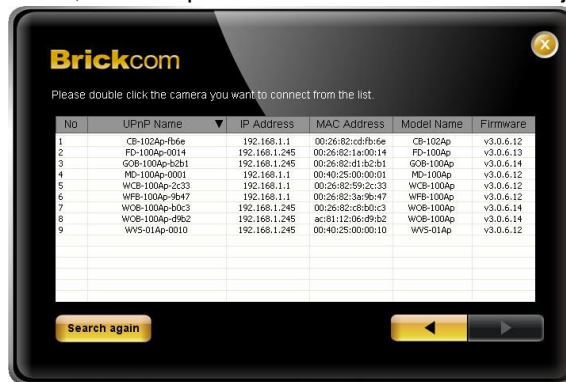 Brickcom
Please double click the camera you want to connect from the list.
No UPnP Name IP Address MAC Address Model Name Firmware
1 CB-102Ap-fb6e 192.168.1.1 00:26:82:cd:fb:6e CB-102Ap v3.0.6.12
2 FD-100Ap-0014 192.168.1.245 00:26:82:1a:00:14 FD-100Ap v3.0.6.13
3 GOB-100Ap-b2b1 192.168.1.245 00:26:82:d1:b2:b1 GOB-100Ap v3.0.6.14
4 MD-100Ap-0001 192.168.1.1 00:40:25:00:00:01 MD-100Ap v3.0.6.12
5 WCB-100Ap-2c33 192.168.1.1 00:26:82:59:2c:33 WCB-100Ap v3.0.6.12
6 WFB-100Ap-9b47 192.168.1.1 00:26:82:3a:9b:47 WFB-100Ap v3.0.6.12
7 WOB-100Ap-b0c3 192.168.1.245 00:26:82:c8:b0:c3 WOB-100Ap v3.0.6.14
8 WOB-100Ap-d9b2 192.168.1.245 ac:81:12:06:d9:b2 WOB-100Ap v3.0.6.14
9 WVS-01Ap-0010 192.168.1.245 00:40:25:00:00:10 WVS-01Ap v3.0.6.12
Search again